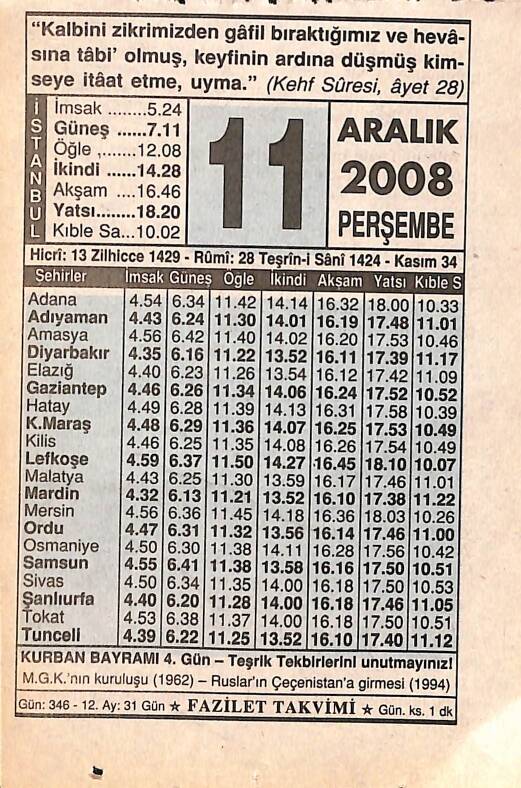 “Kalbini zikrimizden gâfil bıraktığımız ve hevâ-
sına tâbi’ olmuş, keyfinin ardına düşmüş kim-
seye itâat etme, uyma.” (Kehf Sûresi, âyet 28)
İSTANBUL
İmsak ........5.24
Güneş ......7.11
Öğle ,.......12.08
İkindi ......14.28
Akşam ....16.46
Yatsı........18.20
Kıble Sa...10.02
11
ARALIK
2008
PERŞEMBE
Hicrî: 13 Zilhicce 1429 - Rûmî: 28 Teşrîn-i Sânî 1424 - Kasım 34
Şehirler İmsak Güneş Öğle İkindi Akşam Yatsı Kıble S
Adana 4.54 6.34 11.42 14.14 16.32 18.00 10.33
Adıyaman 4.43 6.24 11.30 14.01 16.19 17.48 11.01
Amasya 4.56 6.42 11.40 14.02 16.20 17.53 10.46
Diyarbakır 4.35 6.16 11.22 13.52 16.11 17.39 11.17
Elazığ 4.40 6.23 11.26 13.54 16.12 17.42 11.09
Gaziantep 4.46 6.26 11.34 14.06 16.24 17.52 10.52
Hatay 4.49 6.28 11.39 14.13 16.31 17.58 10.39
K.Maraş 4.48 6.29 11.36 14.07 16.25 17.53 10.49
Kilis 4.46 6.25 11.35 14.08 16.26 17.54 10.49
Lefkoşe 4.59 6.37 11.50 14.27 16.45 18.10 10.07
Malatya 4.43 6.25 11.30 13.59 16.17 17.46 11.01
Mardin 4.32 6.13 11.21 13.52 16.10 17.38 11.22
Mersin 4.56 6.36 11.45 14.18 16.36 18.03 10.26
Ordu 4.47 6.31 11.32 13.56 16.14 17.46 11.00
Osmaniye 4.50 6.30 11.38 14.11 16.28 17.56 10.42
Samsun 4.55 6.41 11.38 13.58 16.16 17.50 10.51
Sivas 4.50 6.34 11.35 14.00 16.18 17.50 10.53
Şanlıurfa 4.40 6.20 11.28 14.00 16.18 17.46 11.05
Tokat 4.53 6.38 11.37 14.00 16.18 17.50 10.51
Tunceli 4.39 6.22 11.25 13.52 16.10 17.40 11.12
KURBAN BAYRAMI 4. Gün – Teşrik Tekbirlerini unutmayınız!
M.G.K.’nın kuruluşu (1962) – Ruslar’ın Çeçenistan’a girmesi (1994)
Gün: 346 - 12. Ay: 31 Gün ★ FAZİLET TAKVİMİ ★ Gün. ks. 1 dk